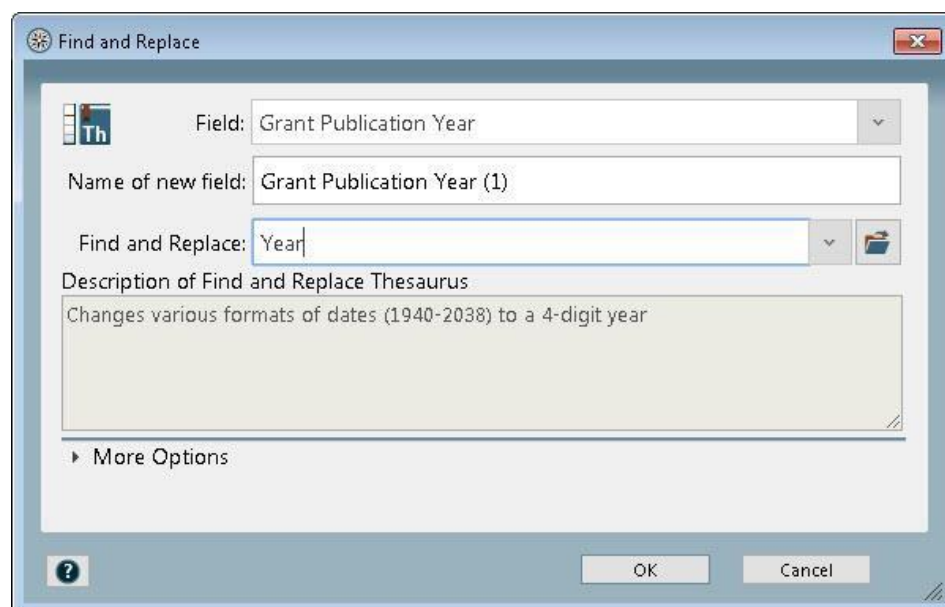 Find and Replace
Th
Field: Grant Publication Year
Name of new field: Grant Publication Year (1)
Find and Replace: Year
Description of Find and Replace Thesaurus
Changes various formats of dates (1940-2038) to a 4-digit year
More Options
? OK Cancel